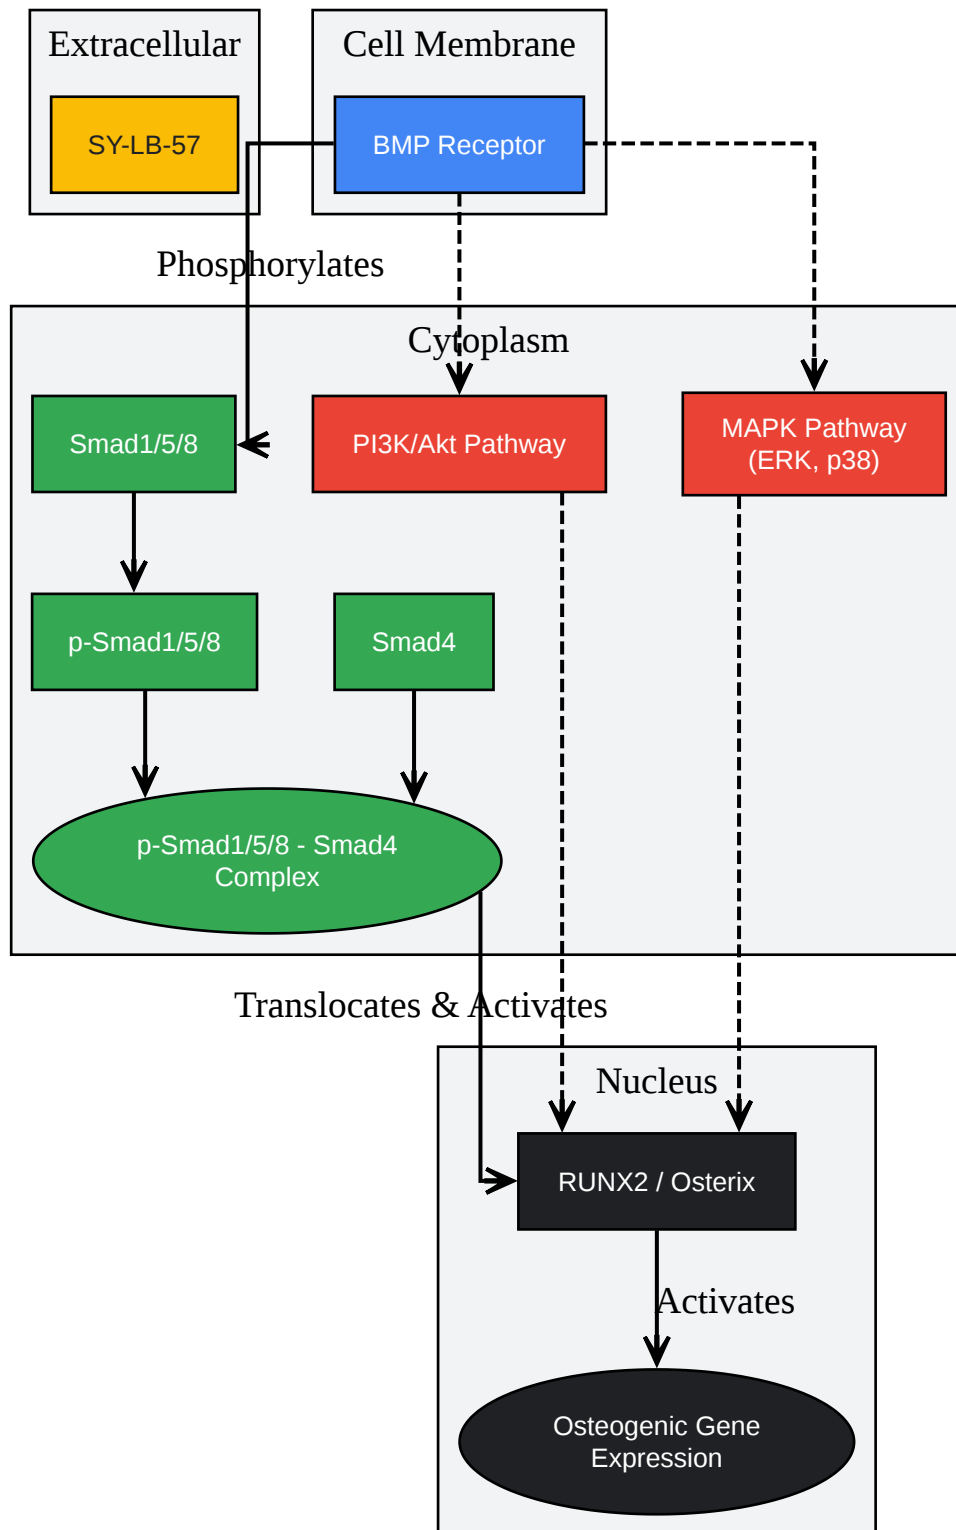 Extracellular
Cell Membrane
SY-LB-57
BMP Receptor
Phosphorylates
Cytoplasm
Smad1/5/8
PI3K/Akt Pathway
MAPK Pathway
(ERK, p38)
p-Smad1/5/8
Smad4
p-Smad1/5/8 - Smad4
Complex
Translocates & Activates
Nucleus
RUNX2 / Osterix
Activates
Osteogenic Gene
Expression